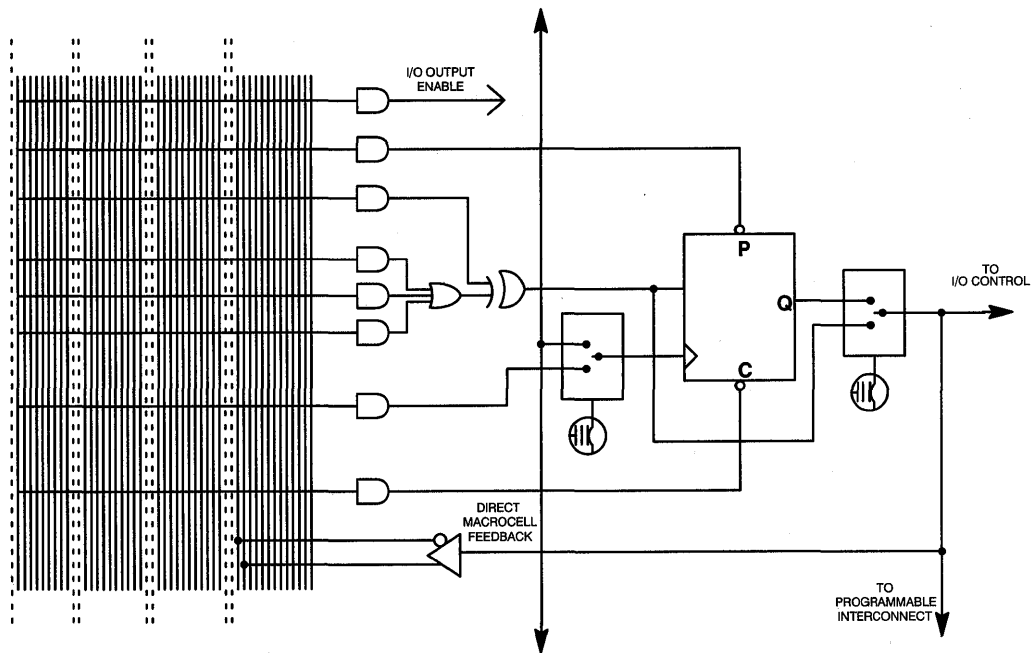 I/O OUTPUT
ENABLE
P
Q
C
TO
I/O CONTROL
DIRECT
MACROCELL
FEEDBACK
TO
PROGRAMMABLE
INTERCONNECT